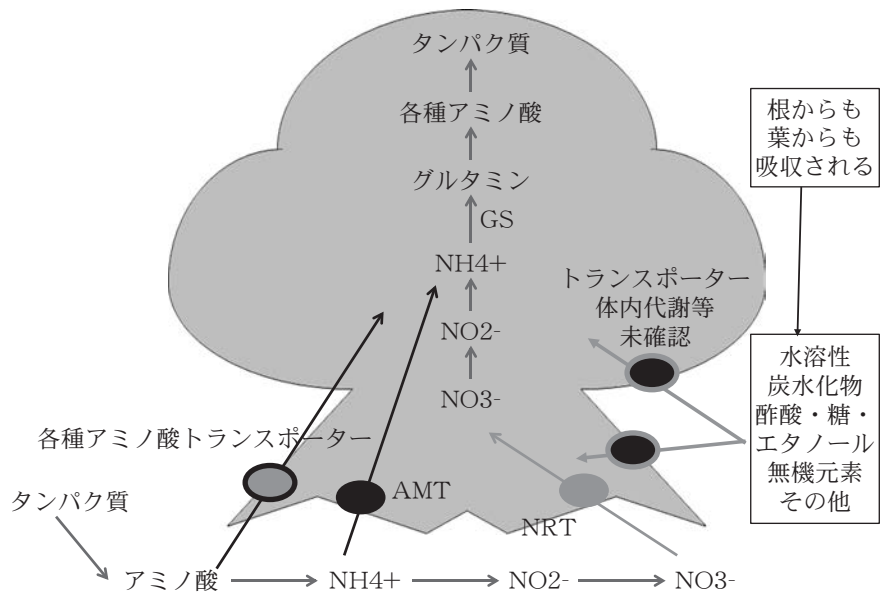 タンパク質
各種アミノ酸
グルタミン
GS
NH4+
NO2-
NO3-
根からも
葉からも
吸収される
トランスポーター
体内代謝等
未確認
水溶性
炭水化物
酢酸・糖・
エタノール
無機元素
その他
各種アミノ酸トランスポーター
AMT
NRT
タンパク質
アミノ酸
NH4+
NO2-
NO3-